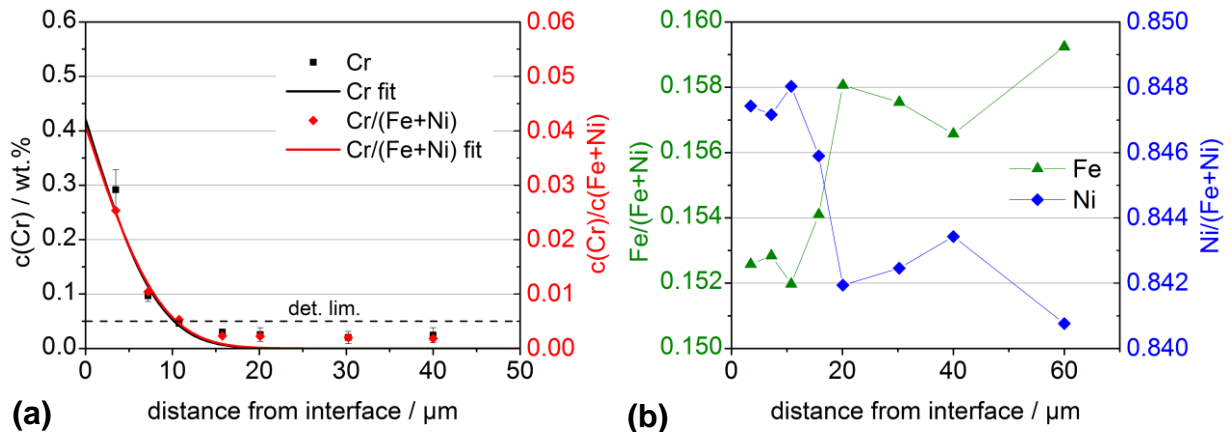 0.6
0.5
0.4
0.3
0.2
0.1
0.0
c(Cr) / wt.%
Cr
Cr fit
Cr/(Fe+Ni)
Cr/(Fe+Ni) fit
det. lim.
0.06
0.05
0.04
0.03
0.02
0.01
0.00
c(Cr)/c(Fe+Ni)
0 10 20 30 40 50
distance from interface / µm
(a)
0.160
0.158
0.156
0.154
0.152
0.150
Fe/(Fe+Ni)
Fe
Ni
0.850
0.848
0.846
0.844
0.842
0.840
Ni/(Fe+Ni)
0 20 40 60
distance from interface / µm
(b)